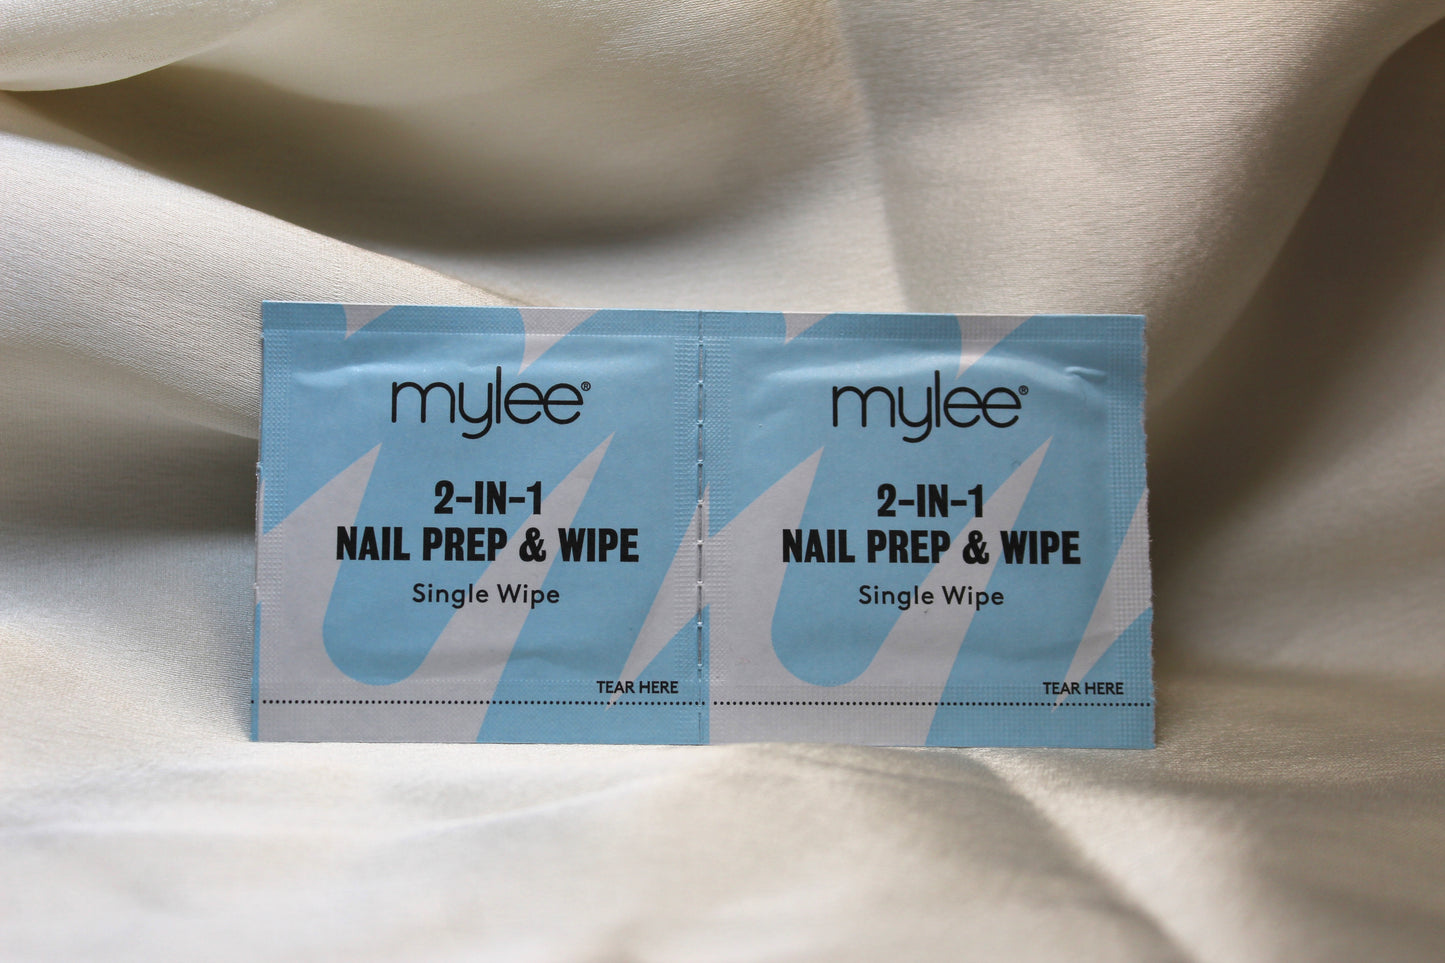 mylee®
2-IN-1
NAIL PREP & WIPE
Single Wipe
TEAR HERE
mylee®
2-IN-1
NAIL PREP & WIPE
Single Wipe
TEAR HERE